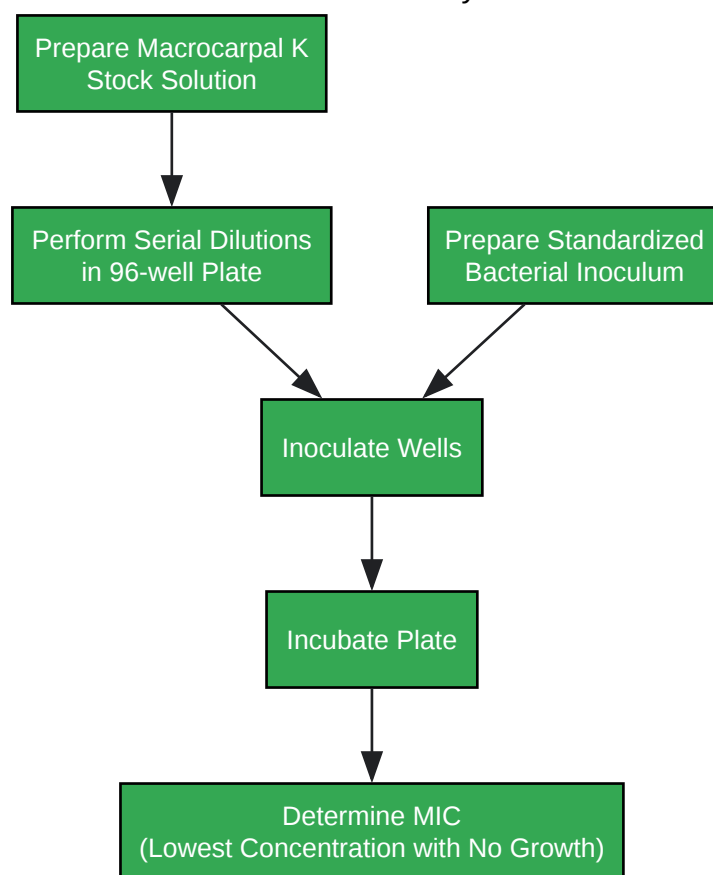 Prepare Macrocarpal K
Stock Solution
Perform Serial Dilutions
in 96-well Plate
Prepare Standardized
Bacterial Inoculum
Inoculate Wells
Incubate Plate
Determine MIC
(Lowest Concentration with No Growth)